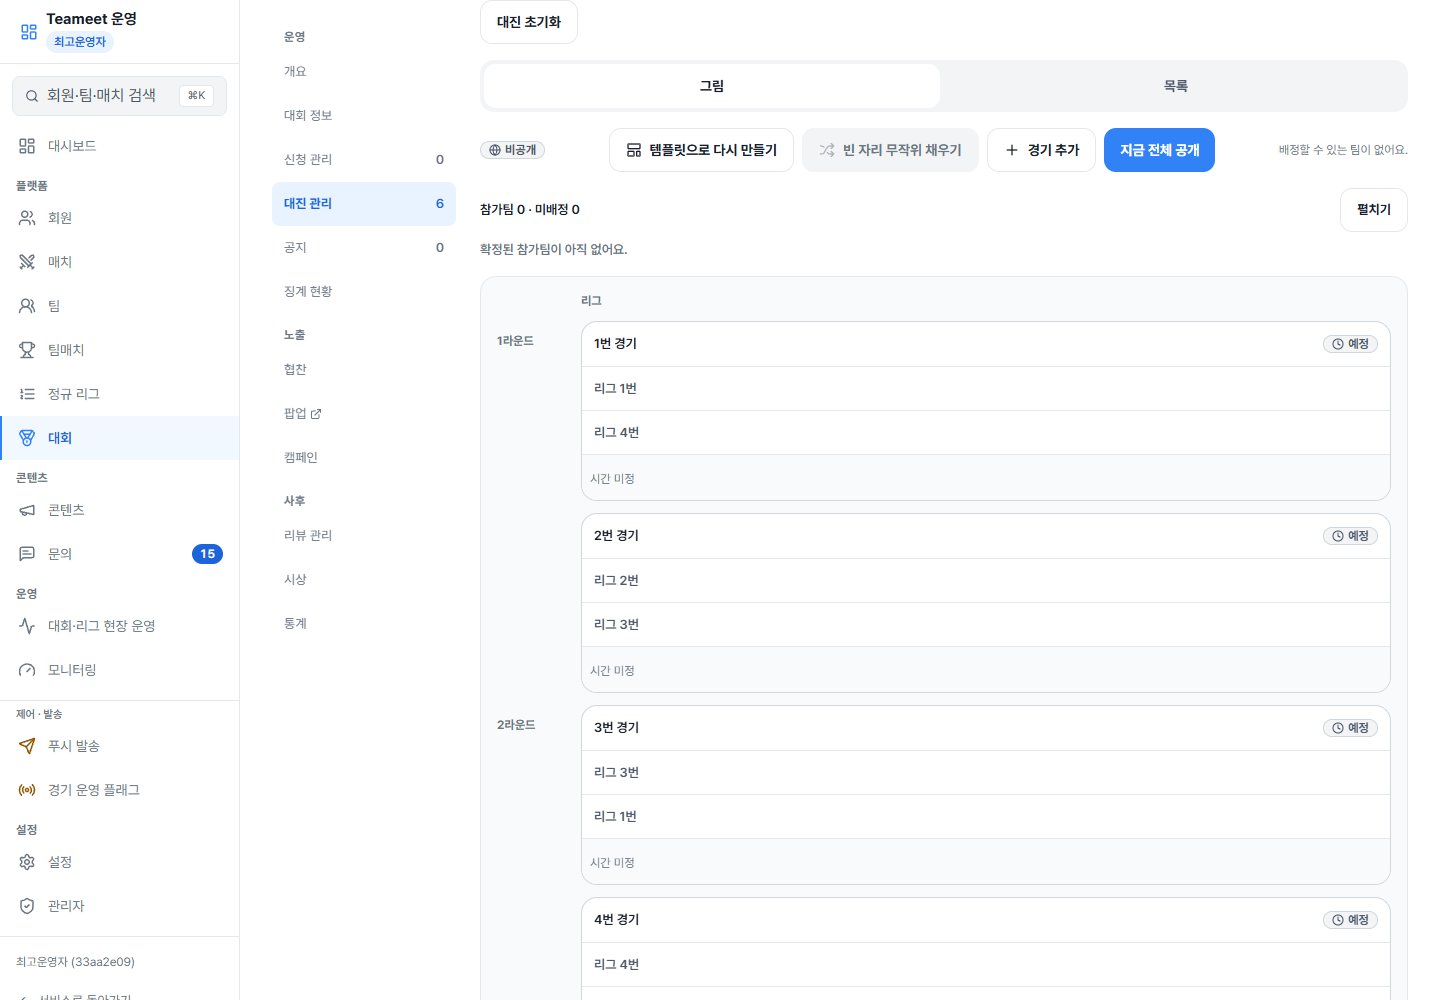 Teameet 운영
최고운영자
회원·팀·매치 검색 ⌘K
대시보드
플랫폼
회원
매치
팀
팀매치
정규 리그
대회
콘텐츠
콘텐츠
문의 15
운영
대회·리그 현장 운영
모니터링
제어 · 발송
푸시 발송
경기 운영 플래그
설정
설정
관리자
최고운영자 (33aa2e09)
서비스로 돌아가기
운영
개요
대회 정보
신청 관리 0
대진 관리 6
공지 0
징계 현황
노출
협찬
팝업
캠페인
사후
리뷰 관리
시상
통계
대진 초기화
그림 목록
비공개 템플릿으로 다시 만들기 빈 자리 무작위 채우기 경기 추가 지금 전체 공개 배정할 수 있는 팀이 없어요.
참가팀 0 · 미배정 0 펼치기
확정된 참가팀이 아직 없어요.
리그
1라운드
1번 경기 예정
리그 1번
리그 4번
시간 미정
2번 경기 예정
리그 2번
리그 3번
시간 미정
2라운드
3번 경기 예정
리그 3번
리그 1번
시간 미정
4번 경기 예정
리그 4번